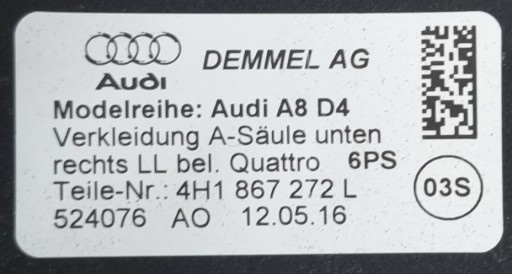 DEMMEL AG
Audi
Modelreihe: Audi A8 D4
Verkleidung A-Säule unten
rechts LL bel. Quattro 6PS
Teile-Nr.: 4H1 867 272 L
03S
524076 AO 12.05.16